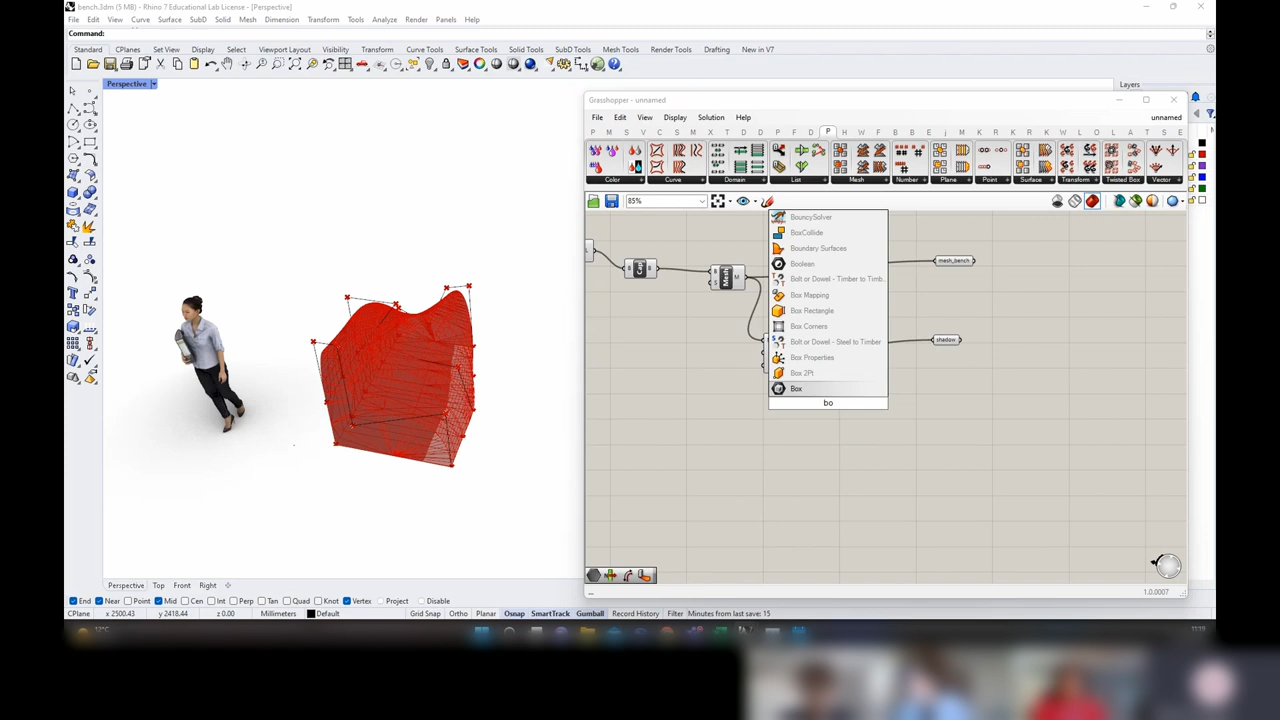 bench.3dm (5 MB) - Rhino 7 Educational Lab License - [Perspective]
File Edit View Curve Surface SubD Solid Mesh Dimension Transform Tools Analyze Render Panels Help
Command:
Standard CPlanes Set View Display Select Viewport Layout Visibility Transform Curve Tools Surface Tools Solid Tools SubD Tools Mesh Tools Render Tools Drafting New in V7
Perspective
Layers
Grasshopper - unnamed
File Edit View Display Solution Help
unnamed
P M S V C S M X T D D P H W F B E J M L O L A T S E
Color Curve Domain List Mesh Number Plane Point Surface Transform Twisted Box Vector
85%
BouncySolver
BoxCollide
Boundary Surfaces
Boolean
Bolt or Dowel - Timber to Timb
Box Mapping
Box Rectangle
Box Corners
Bolt or Dowel - Steel to Timber
Box Properties
Box 2Pt
Box
bo
B Cap B
B S Mesh M
mesh_bench
shadow
1.0.0007
Perspective Top Front Right
End Near Point Mid Cen Int Perp Tan Quad Knot Vertex Project Disable
CPlane x 2500.43 y 2418.44 z 0.00 Millimeters Default Grid Snap Ortho Planar Osnap SmartTrack Gumball Record History Filter Minutes from last save: 15
12°C
11:19